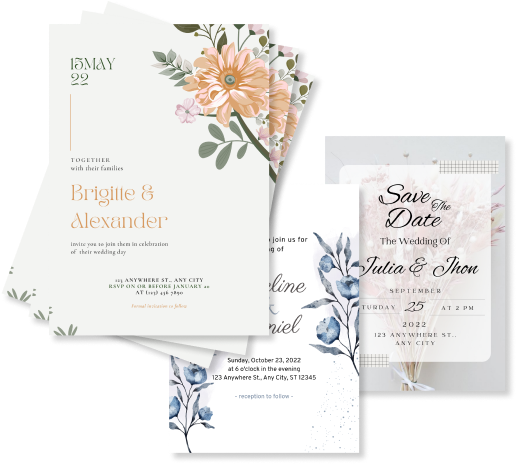 15MAY
22
TOGETHER
with their families
Brigitte &
Alexander
invite you to join them in celebration
of their wedding day
123 ANYWHERE ST., ANY CITY
RSVP ON OR BEFORE JANUARY 20
AT (123) 456 7890
Formal invitation to follow
join us for
of
Sunday, October 23, 2022
at 6 o'clock in the evening
123 Anywhere St., Any City, ST 12345
- reception to follow -
Save
The
Date
The Wedding Of
Julia & Jhon
SEPTEMBER
25 AT 2 PM
2022
123 ANYWHERE ST.,
ANY CITY